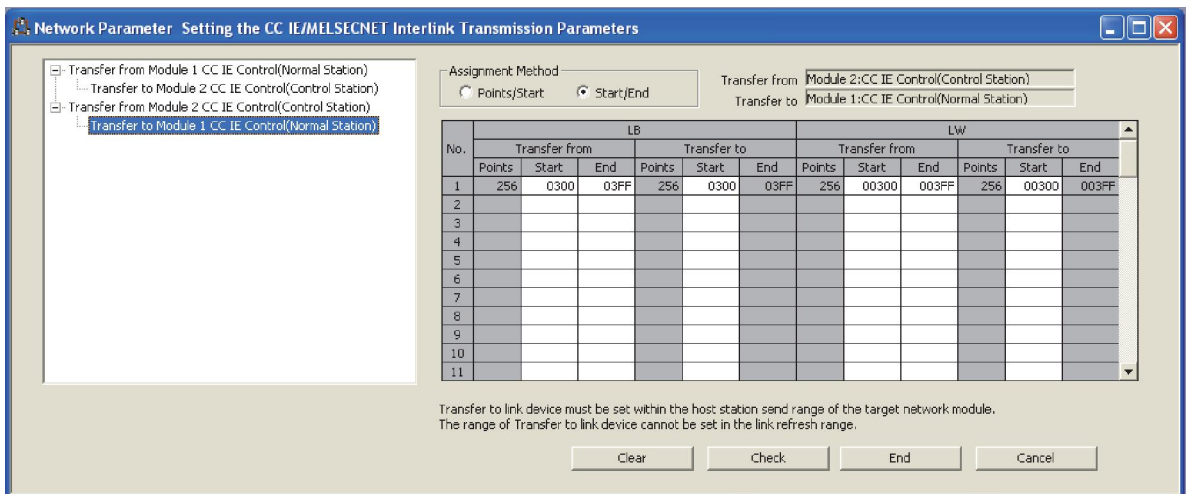 Network Parameter Setting the CC IE/MELSECNET Interlink Transmission Parameters
Transfer from Module 1 CC IE Control(Normal Station)
Transfer to Module 2 CC IE Control(Control Station)
Transfer from Module 2 CC IE Control(Control Station)
Transfer to Module 1 CC IE Control(Normal Station)
Assignment Method
Points/Start Start/End
Transfer from Module 2:CC IE Control(Control Station)
Transfer to Module 1:CC IE Control(Normal Station)
No. LB LW
Transfer from Transfer to Transfer from Transfer to
Points Start End Points Start End Points Start End Points Start End
1 256 0300 03FF 256 0300 03FF 256 00300 003FF 256 00300 003FF
2
3
4
5
6
7
8
9
10
11
Transfer to link device must be set within the host station send range of the target network module.
The range of Transfer to link device cannot be set in the link refresh range.
Clear Check End Cancel